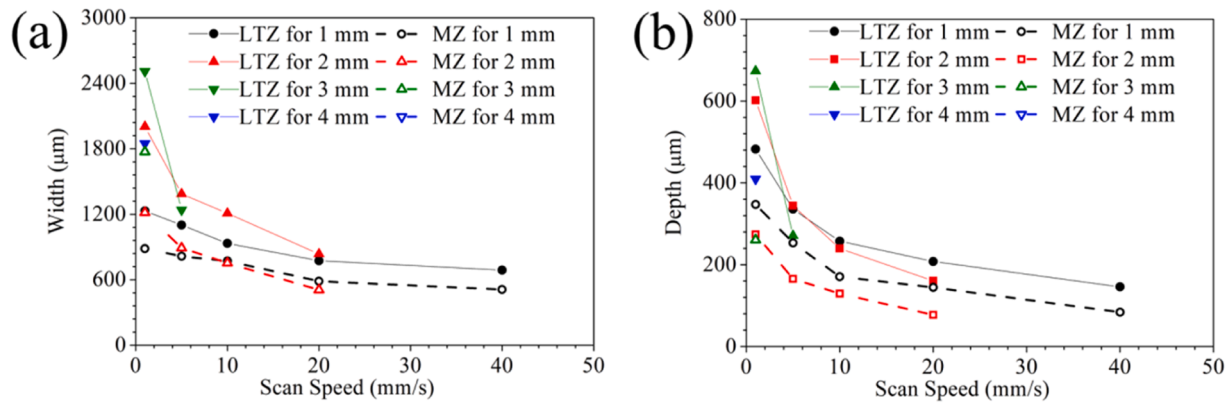 (a)
3000
2400
1800
1200
600
0
Width (μm)
LTZ for 1 mm MZ for 1 mm
LTZ for 2 mm MZ for 2 mm
LTZ for 3 mm MZ for 3 mm
LTZ for 4 mm MZ for 4 mm
0 10 20 30 40 50
Scan Speed (mm/s)
(b)
800
600
400
200
0
Depth (μm)
LTZ for 1 mm MZ for 1 mm
LTZ for 2 mm MZ for 2 mm
LTZ for 3 mm MZ for 3 mm
LTZ for 4 mm MZ for 4 mm
0 10 20 30 40 50
Scan Speed (mm/s)